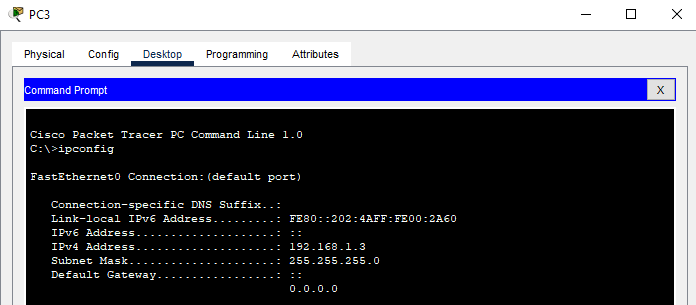 PC3
Physical Config Desktop Programming Attributes
Command Prompt
X
Cisco Packet Tracer PC Command Line 1.0
C:\>ipconfig
FastEthernet0 Connection:(default port)
Connection-specific DNS Suffix..:
Link-local IPv6 Address.........: FE80::202:4AFF:FE00:2A60
IPv6 Address....................: ::
IPv4 Address....................: 192.168.1.3
Subnet Mask.....................: 255.255.255.0
Default Gateway.................: ::
0.0.0.0